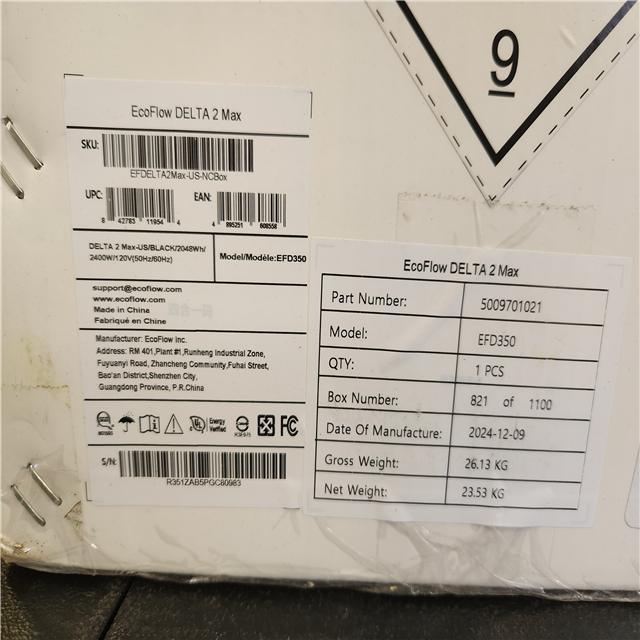 9
EcoFlow DELTA 2 Max
SKU:
EFDELTA2Max-US-NCBox
UPC:
8 42783 11954 4
EAN:
4 895251 608558
DELTA 2 Max-US/BLACK/2048Wh/
2400W/120V(50Hz/60Hz)
Model/Modèle:EFD350
support@ecoflow.com
www.ecoflow.com
Made in China
Fabriqué en Chine
Manufacturer: EcoFlow Inc.
Address: RM 401,Plant #1,Runheng Industrial Zone,
Fuyuanyi Road, Zhancheng Community,Fuhai Street,
Bao'an District,Shenzhen City,
Guangdong Province, P.R.China
Energy
Verified
FC
S/N:
R351ZAB5PGC80983
EcoFlow DELTA 2 Max
Part Number: 5009701021
Model: EFD350
QTY: 1 PCS
Box Number: 821 of 1100
Date Of Manufacture: 2024-12-09
Gross Weight: 26.13 KG
Net Weight: 23.53 KG